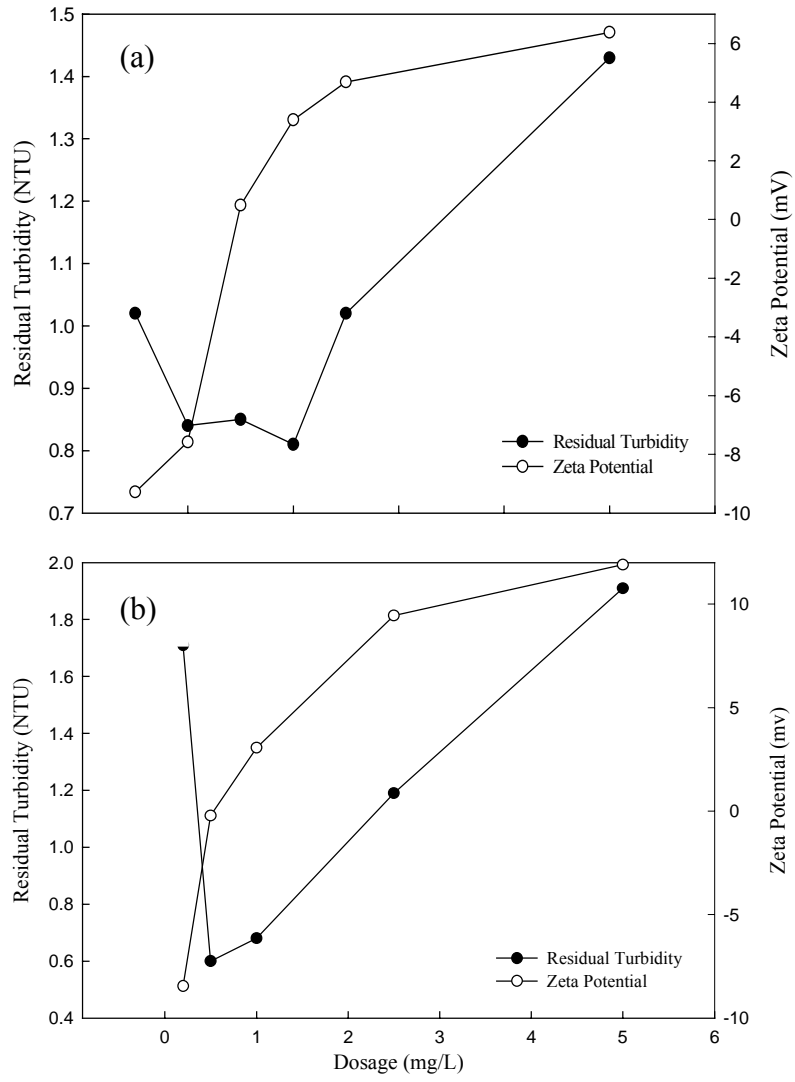 (a)
1.5
1.4
1.3
1.2
1.1
1.0
0.9
0.8
0.7
Residual Turbidity (NTU)
6
4
2
0
-2
-4
-6
-8
-10
Zeta Potential (mV)
Residual Turbidity
Zeta Potential
(b)
2.0
1.8
1.6
1.4
1.2
1.0
0.8
0.6
0.4
Residual Turbidity (NTU)
10
5
0
-5
-10
Zeta Potential (mv)
Residual Turbidity
Zeta Potential
0 1 2 3 4 5 6
Dosage (mg/L)